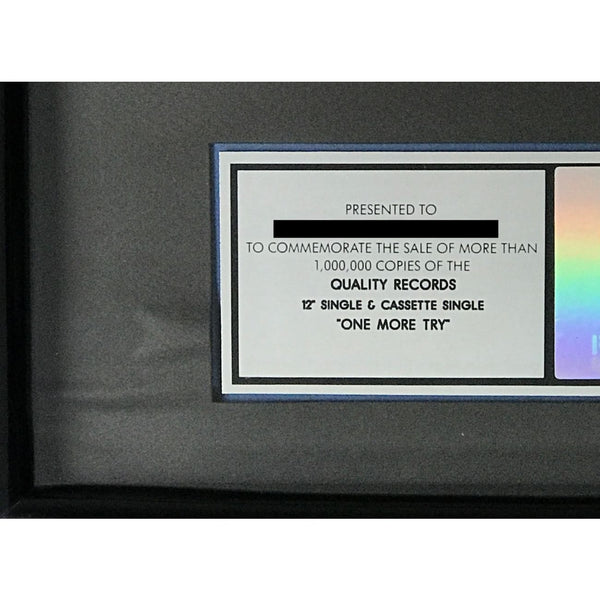 PRESENTED TO
TO COMMEMORATE THE SALE OF MORE THAN
1,000,000 COPIES OF THE
QUALITY RECORDS
12" SINGLE & CASSETTE SINGLE
"ONE MORE TRY"